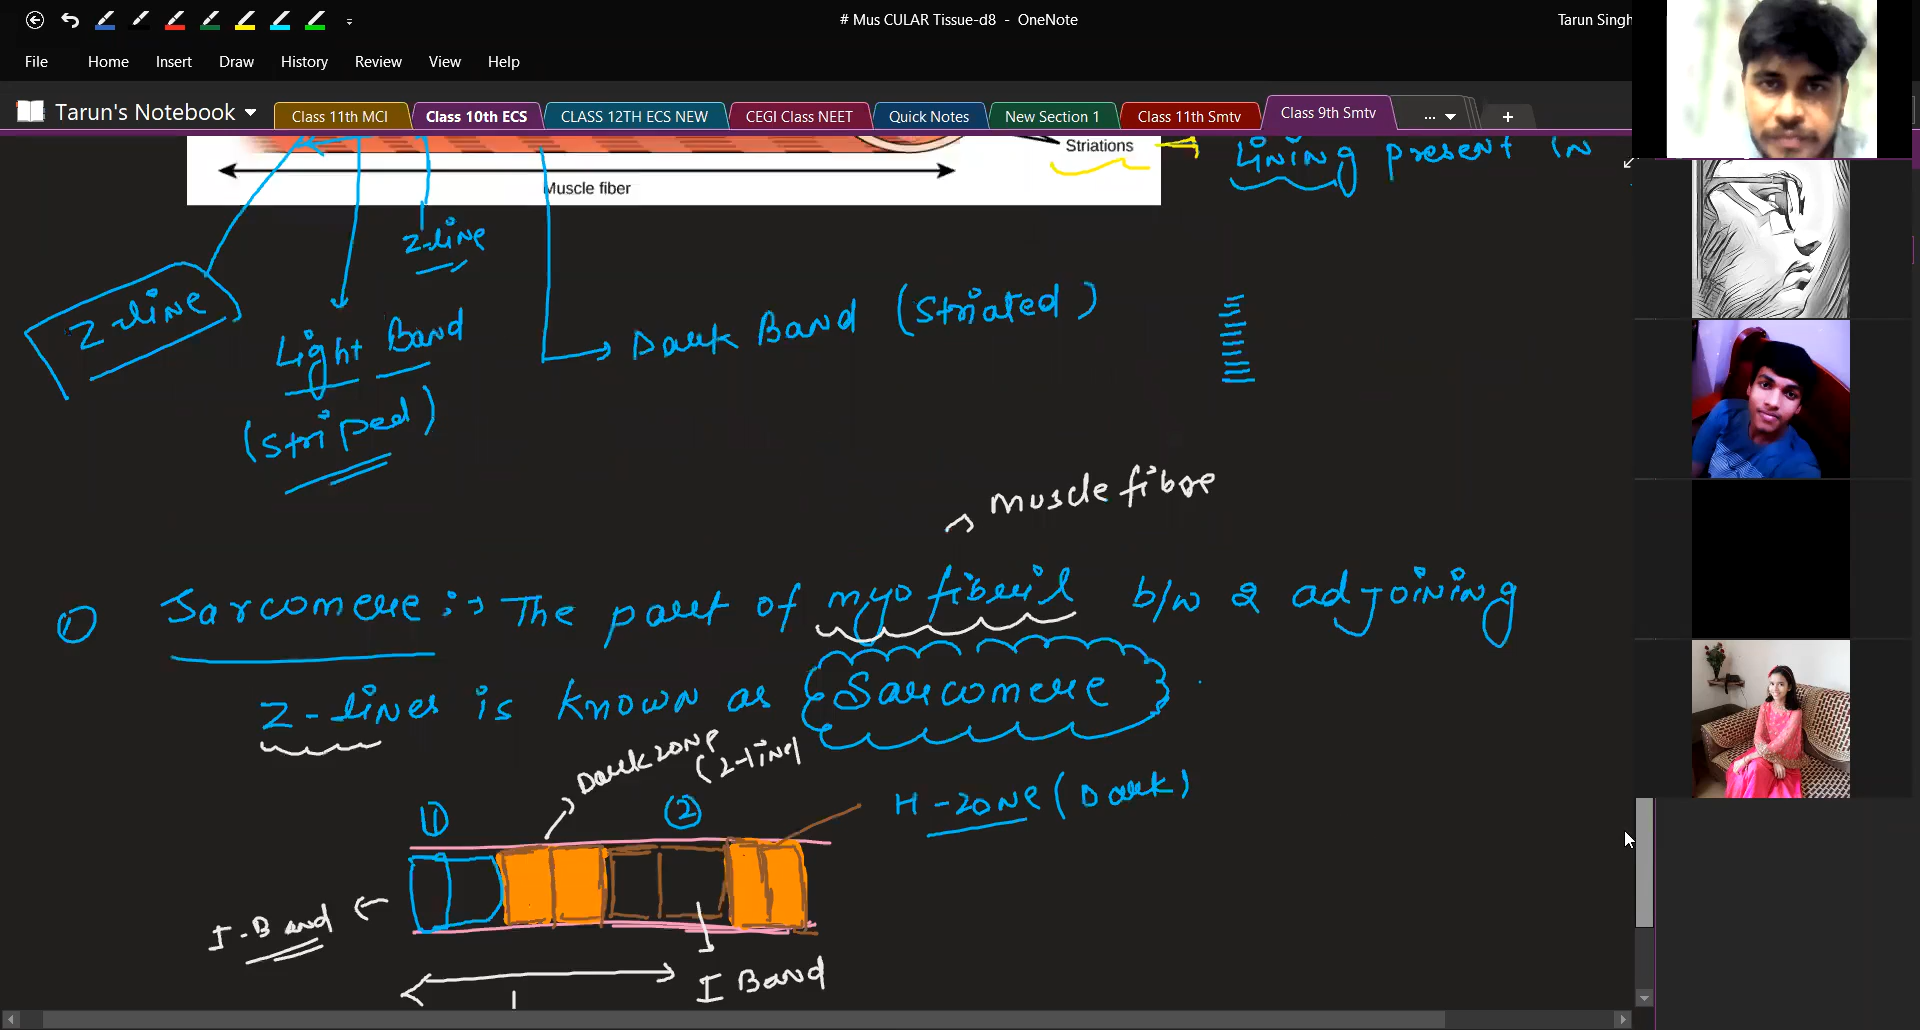 # Mus CULAR Tissue-d8 - OneNote
Tarun Singh
File Home Insert Draw History Review View Help
Tarun's Notebook
Class 11th MCI
Class 10th ECS
CLASS 12TH ECS NEW
CEGI Class NEET
Quick Notes
New Section 1
Class 11th Smtv
Class 9th Smtv
...
+
Striations
Lining present in
Muscle fiber
Z-line
Z-line
Light Band
(Striped)
Dark Band (Striated)
Muscle fibre
① Sarcomere :→ The part of myofibril b/w 2 adjoining
Z-lines is known as Sarcomere
Dark zone
(Z-line)
① ②
H-zone (Dark)
I-Band
I Band